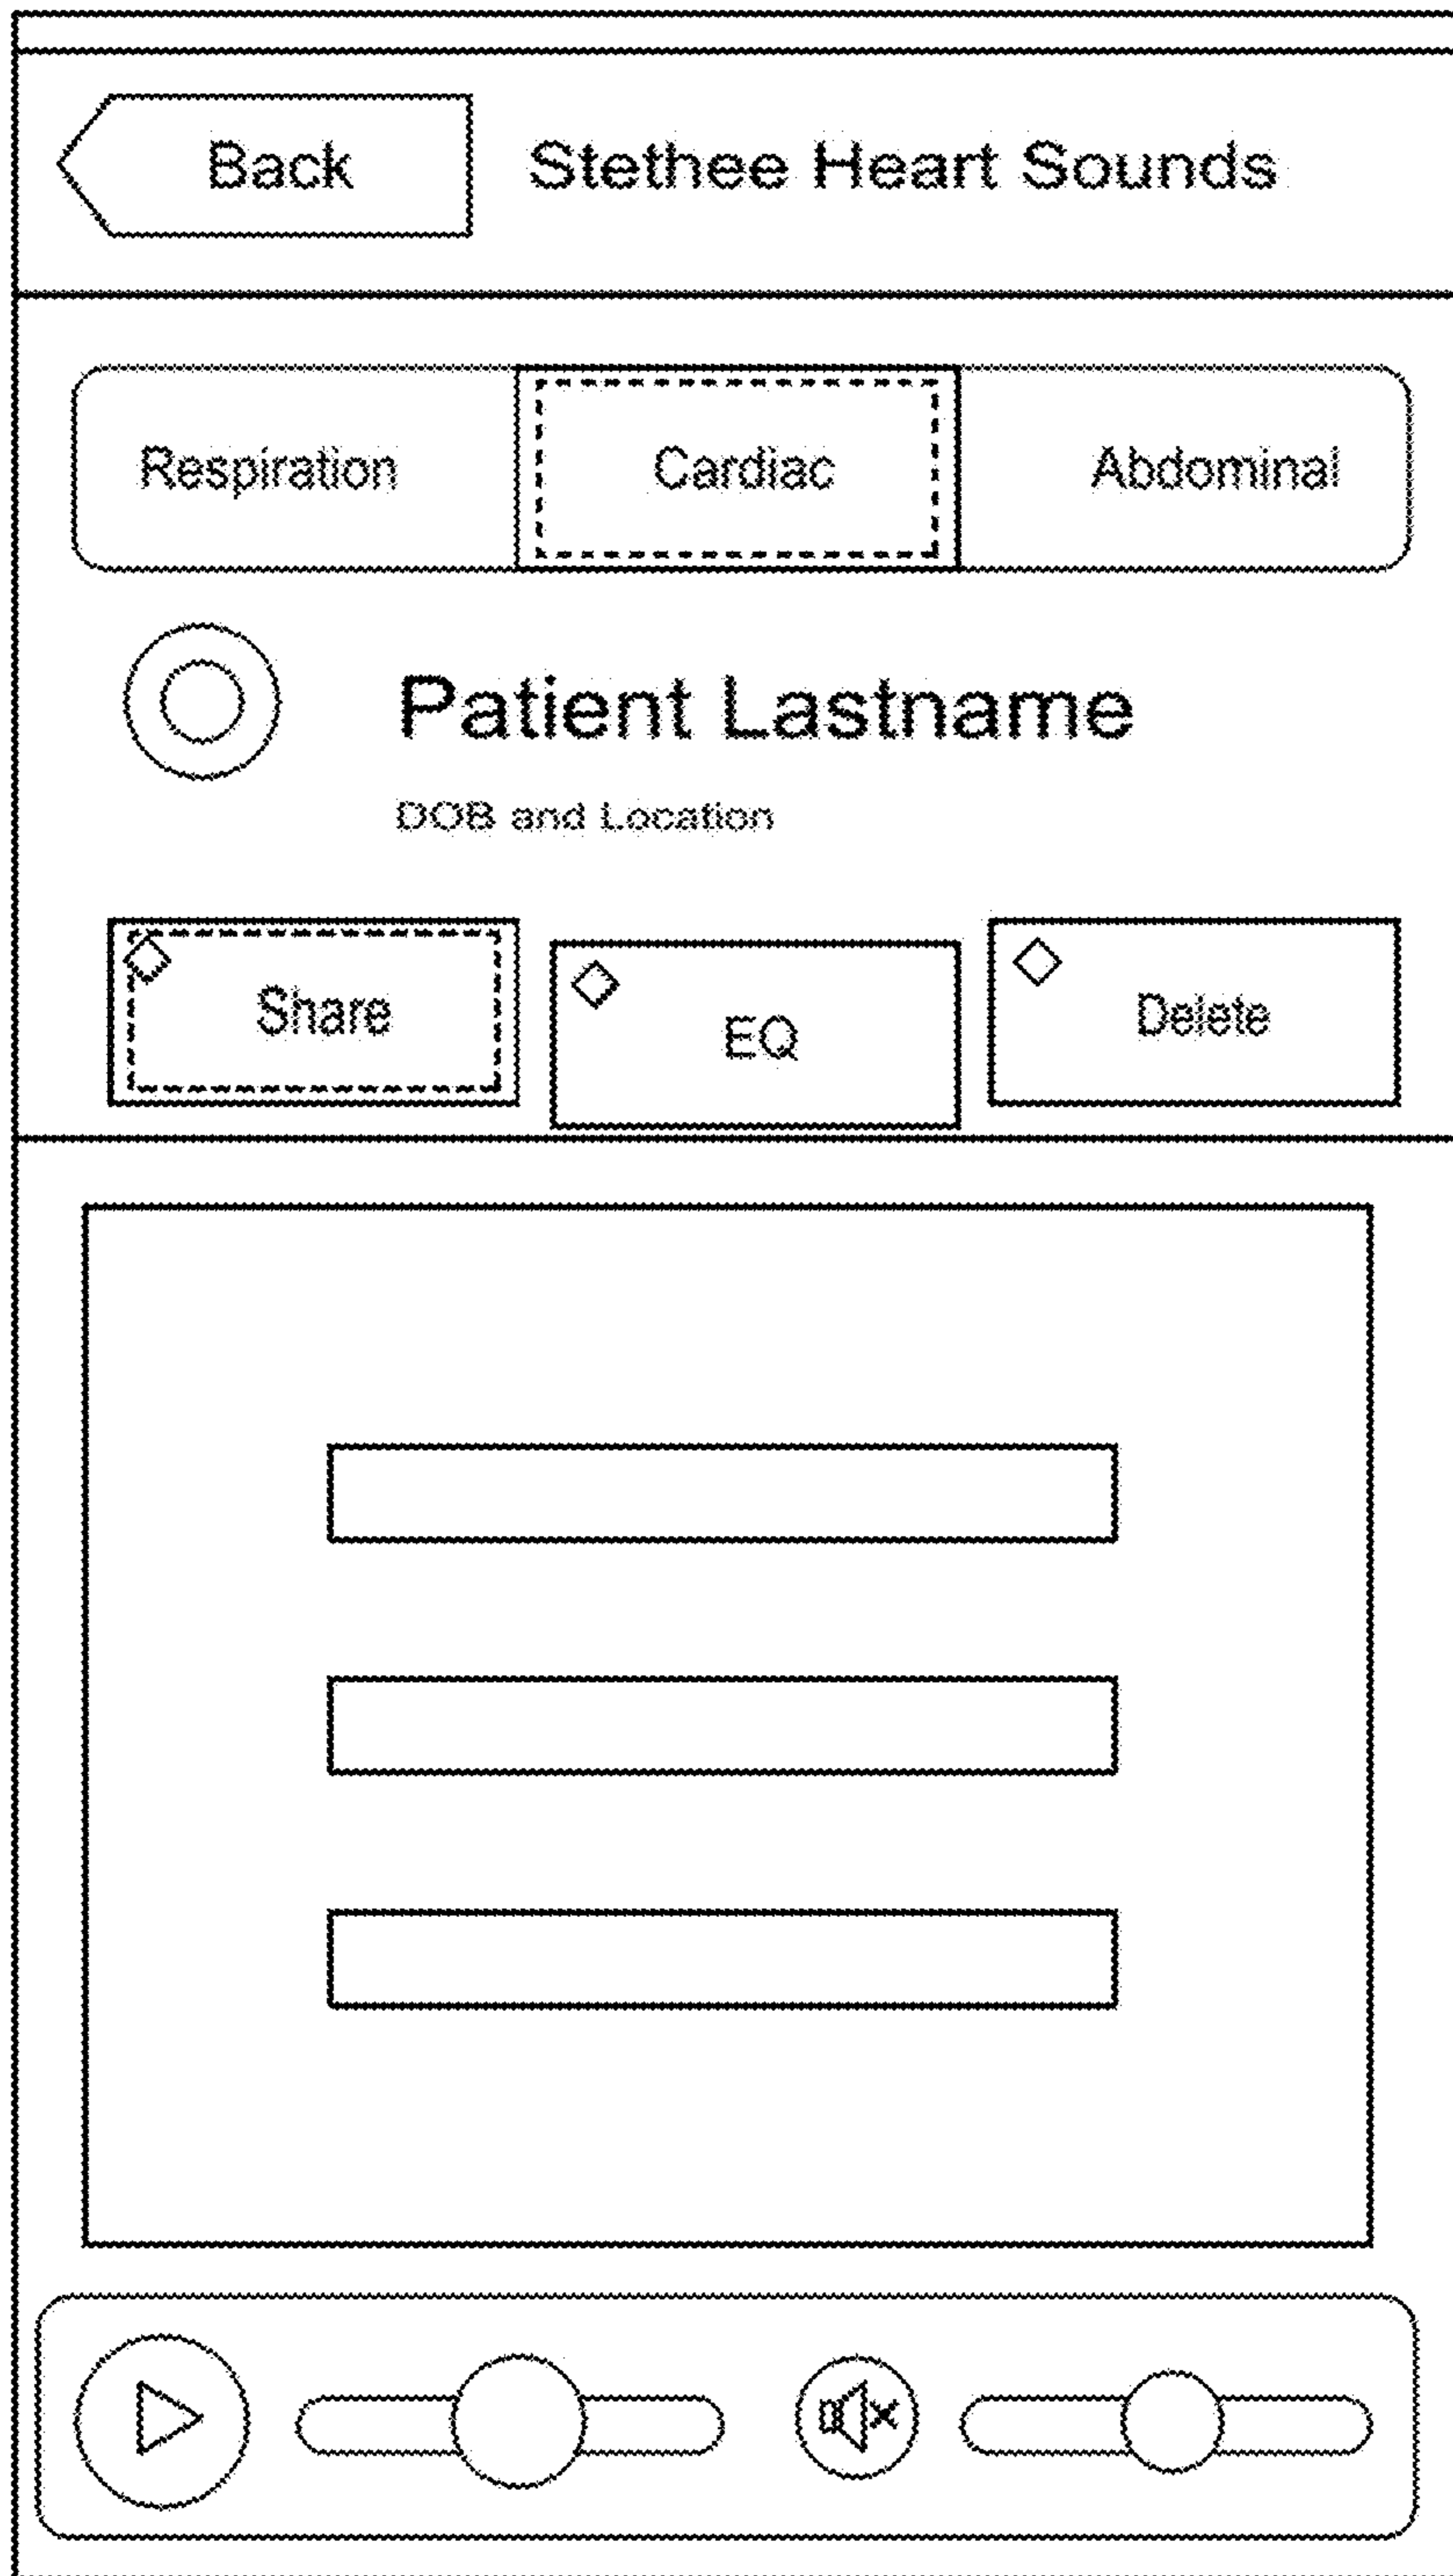 Back Stethee Heart Sounds
Respiration Cardiac Abdominal
Patient Lastname
DOB and Location
Share EQ Delete